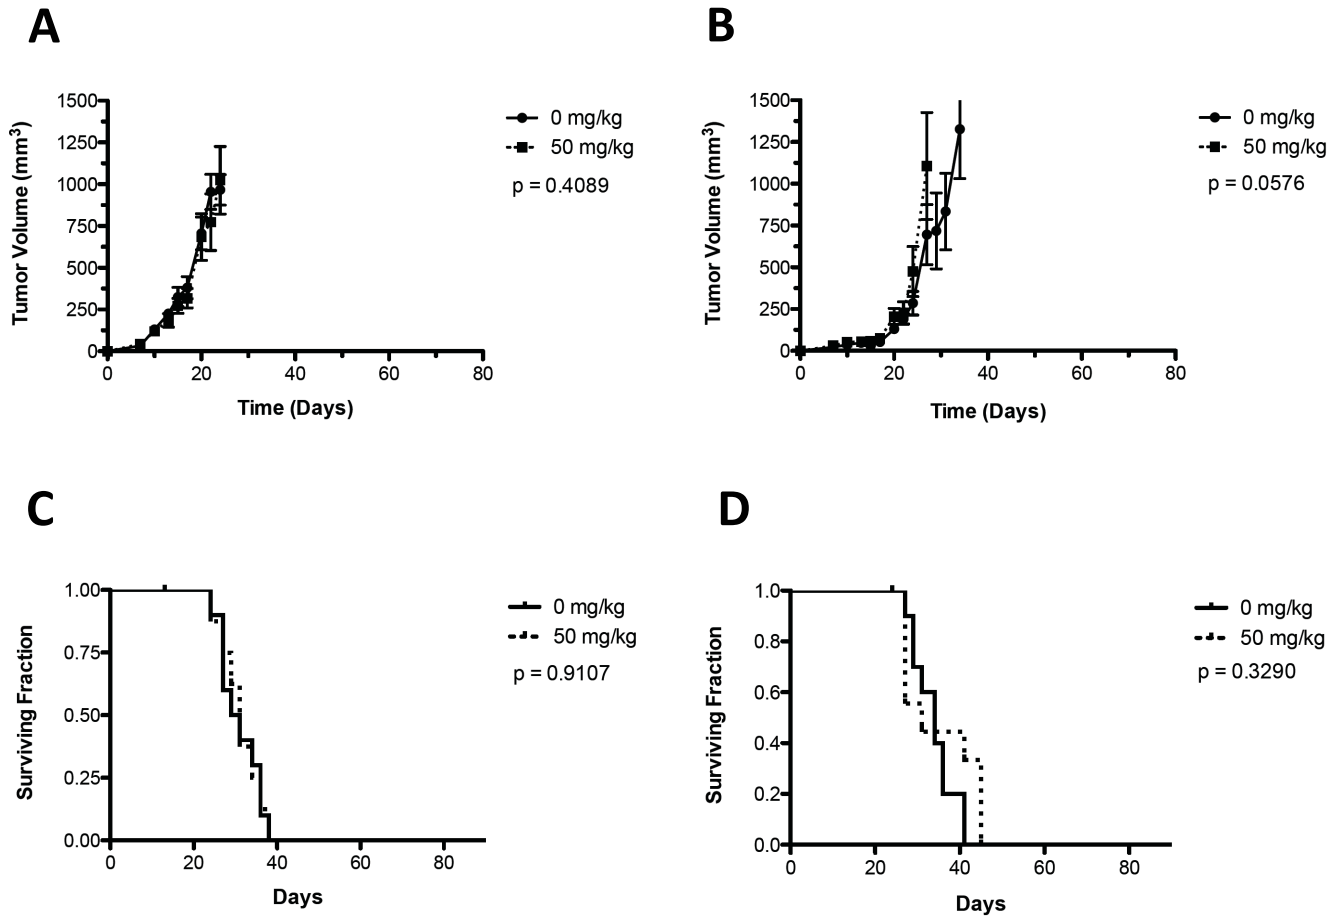 A
Tumor Volume (mm³)
1500
1250
1000
750
500
250
0
0 20 40 60 80
Time (Days)
0 mg/kg
50 mg/kg
p = 0.4089
B
Tumor Volume (mm³)
1500
1250
1000
750
500
250
0
0 20 40 60 80
Time (Days)
0 mg/kg
50 mg/kg
p = 0.0576
C
Surviving Fraction
1.00
0.75
0.50
0.25
0.00
0 20 40 60 80
Days
0 mg/kg
50 mg/kg
p = 0.9107
D
Surviving Fraction
1.0
0.8
0.6
0.4
0.2
0.0
0 20 40 60 80
Days
0 mg/kg
50 mg/kg
p = 0.3290